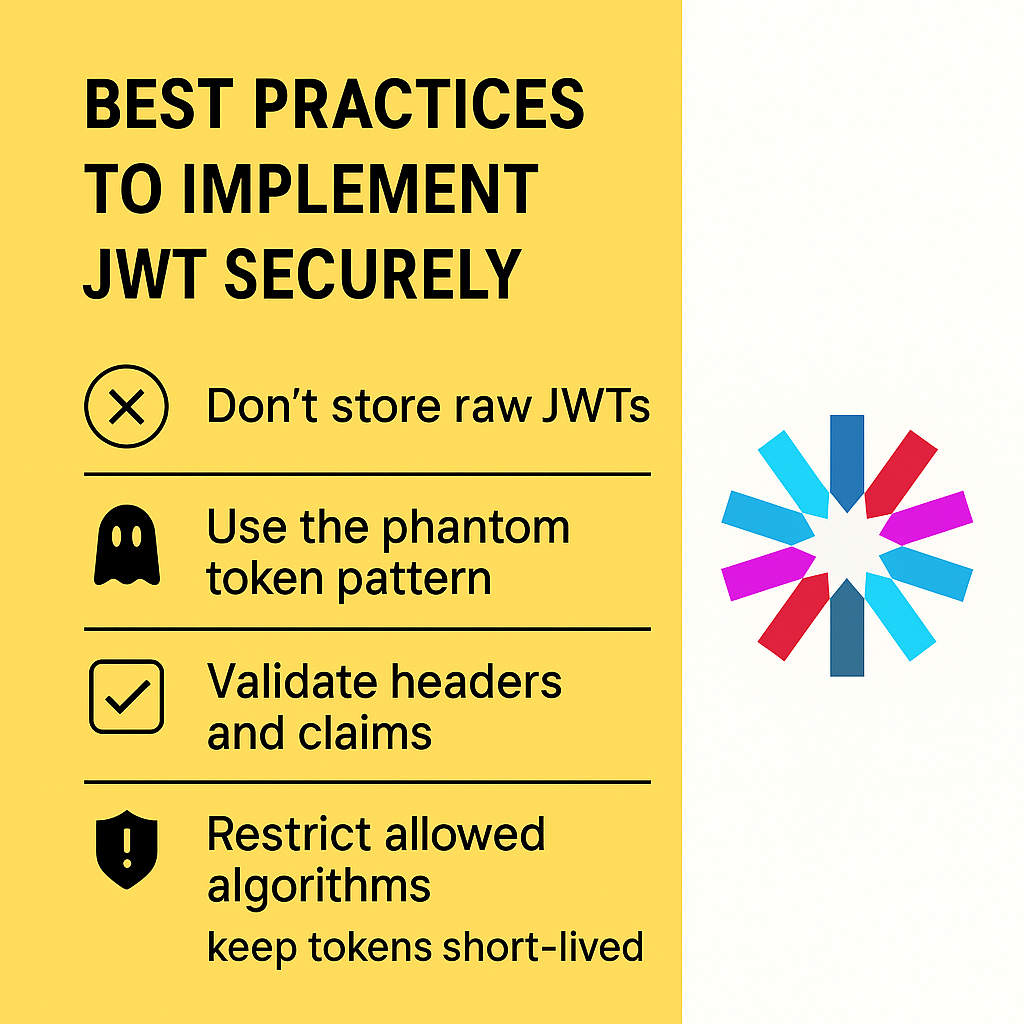 BEST PRACTICES
TO IMPLEMENT
JWT SECURELY
Don't store raw JWTs
Use the phantom
token pattern
Validate headers
and claims
Restrict allowed
algorithms
keep tokens short-lived